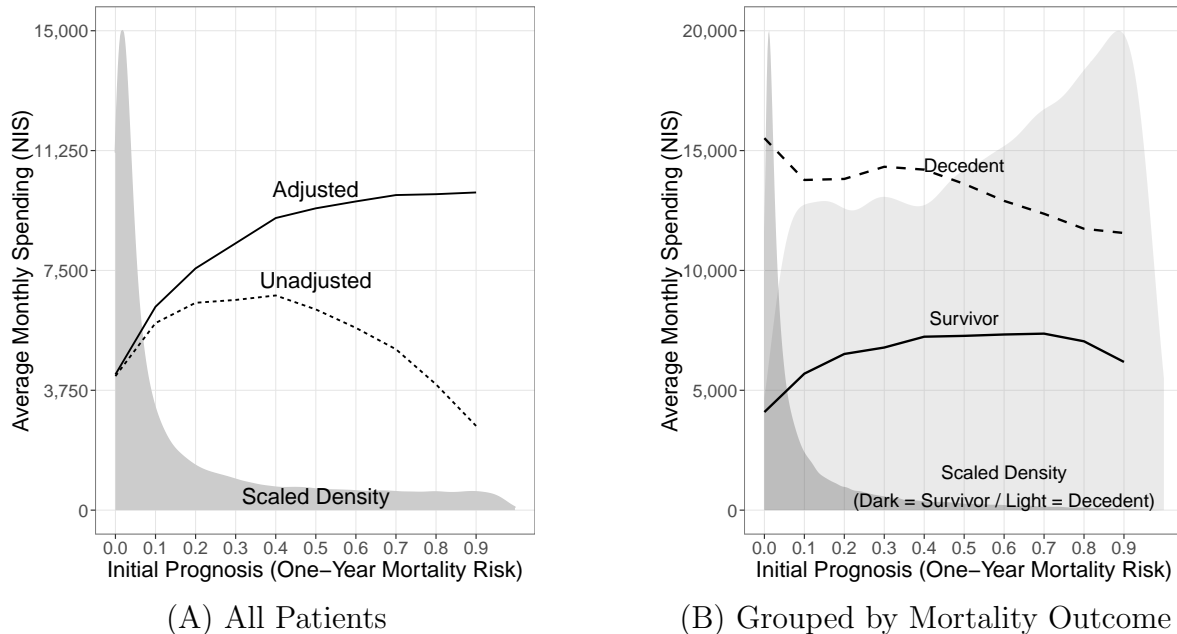 15,000
11,250
7,500
3,750
0
Average Monthly Spending (NIS)
Adjusted
Unadjusted
Scaled Density
0.0 0.1 0.2 0.3 0.4 0.5 0.6 0.7 0.8 0.9
Initial Prognosis (One−Year Mortality Risk)
(A) All Patients
20,000
15,000
10,000
5,000
0
Average Monthly Spending (NIS)
Decedent
Survivor
Scaled Density
(Dark = Survivor / Light = Decedent)
0.0 0.1 0.2 0.3 0.4 0.5 0.6 0.7 0.8 0.9
Initial Prognosis (One−Year Mortality Risk)
(B) Grouped by Mortality Outcome